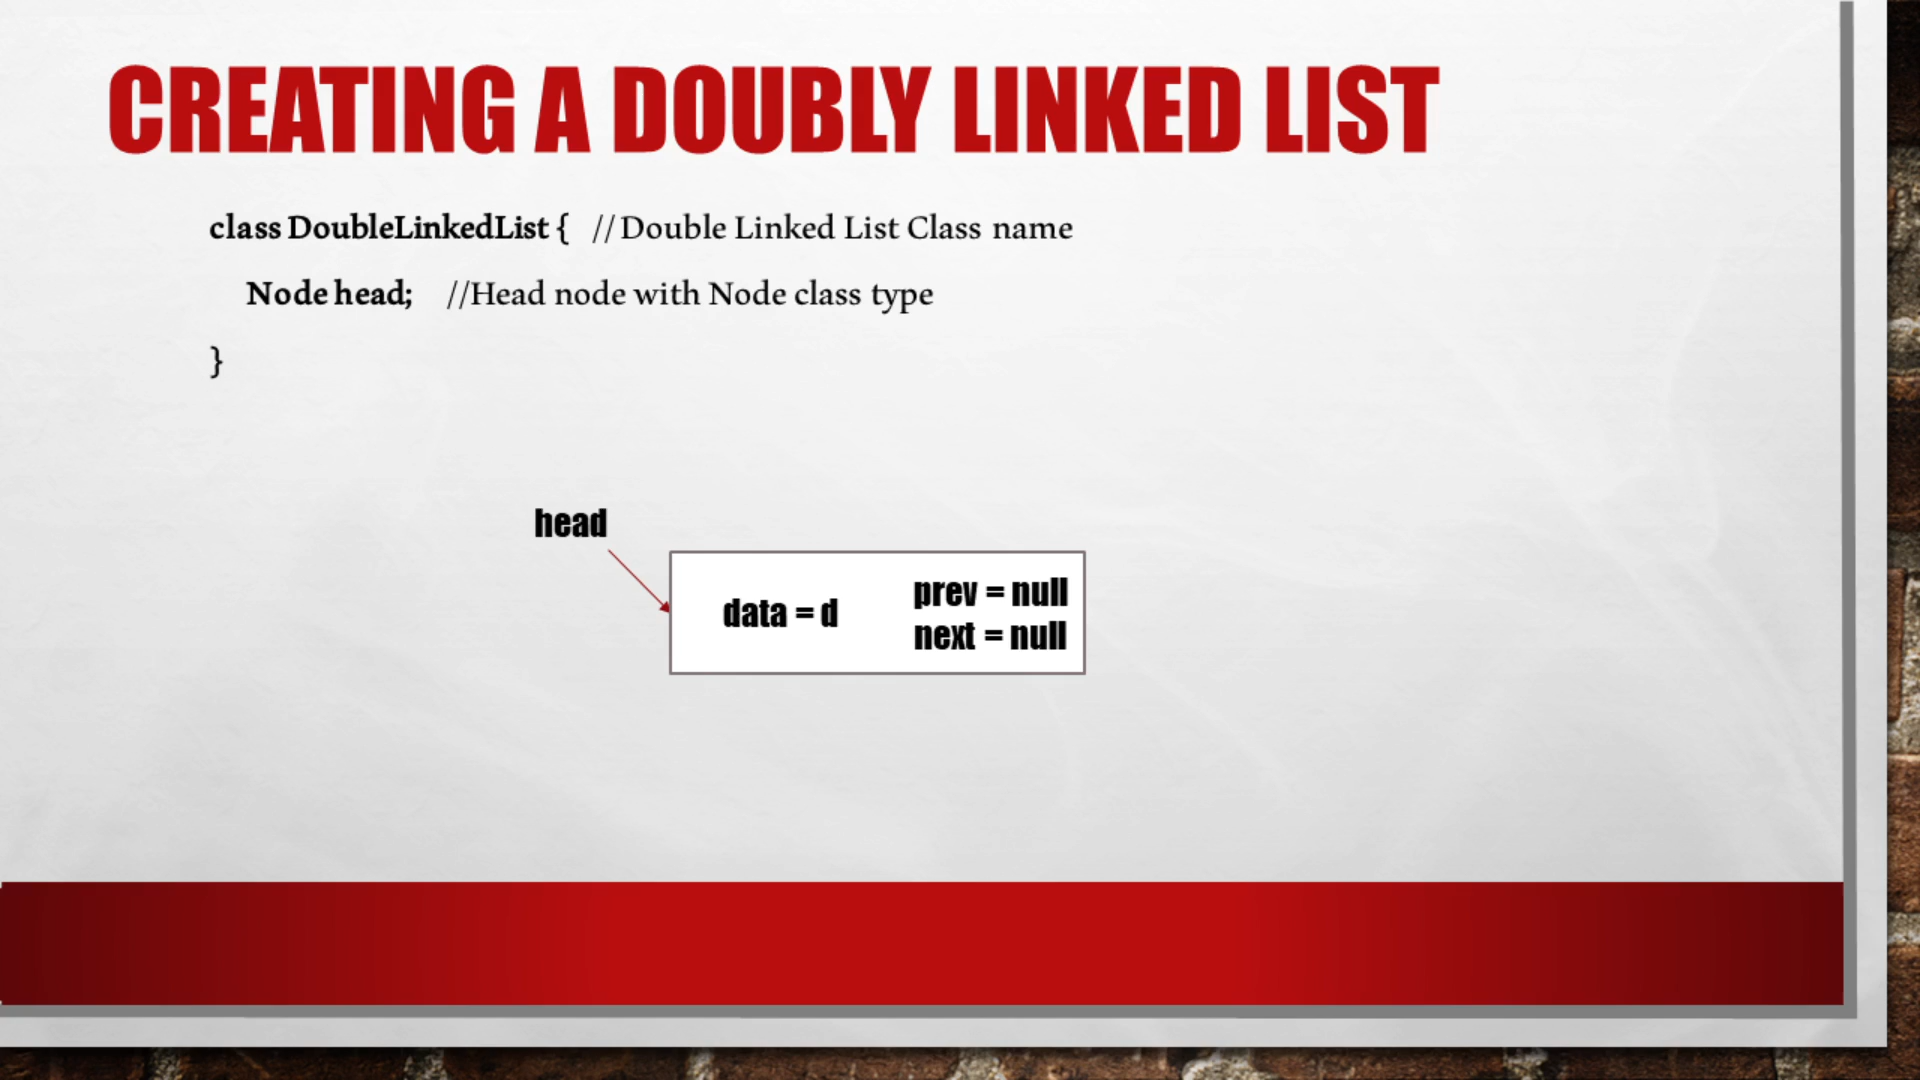 CREATING A DOUBLY LINKED LIST
class DoubleLinkedList {   // Double Linked List Class name
Node head;    //Head node with Node class type
}
head
data = d
prev = null
next = null